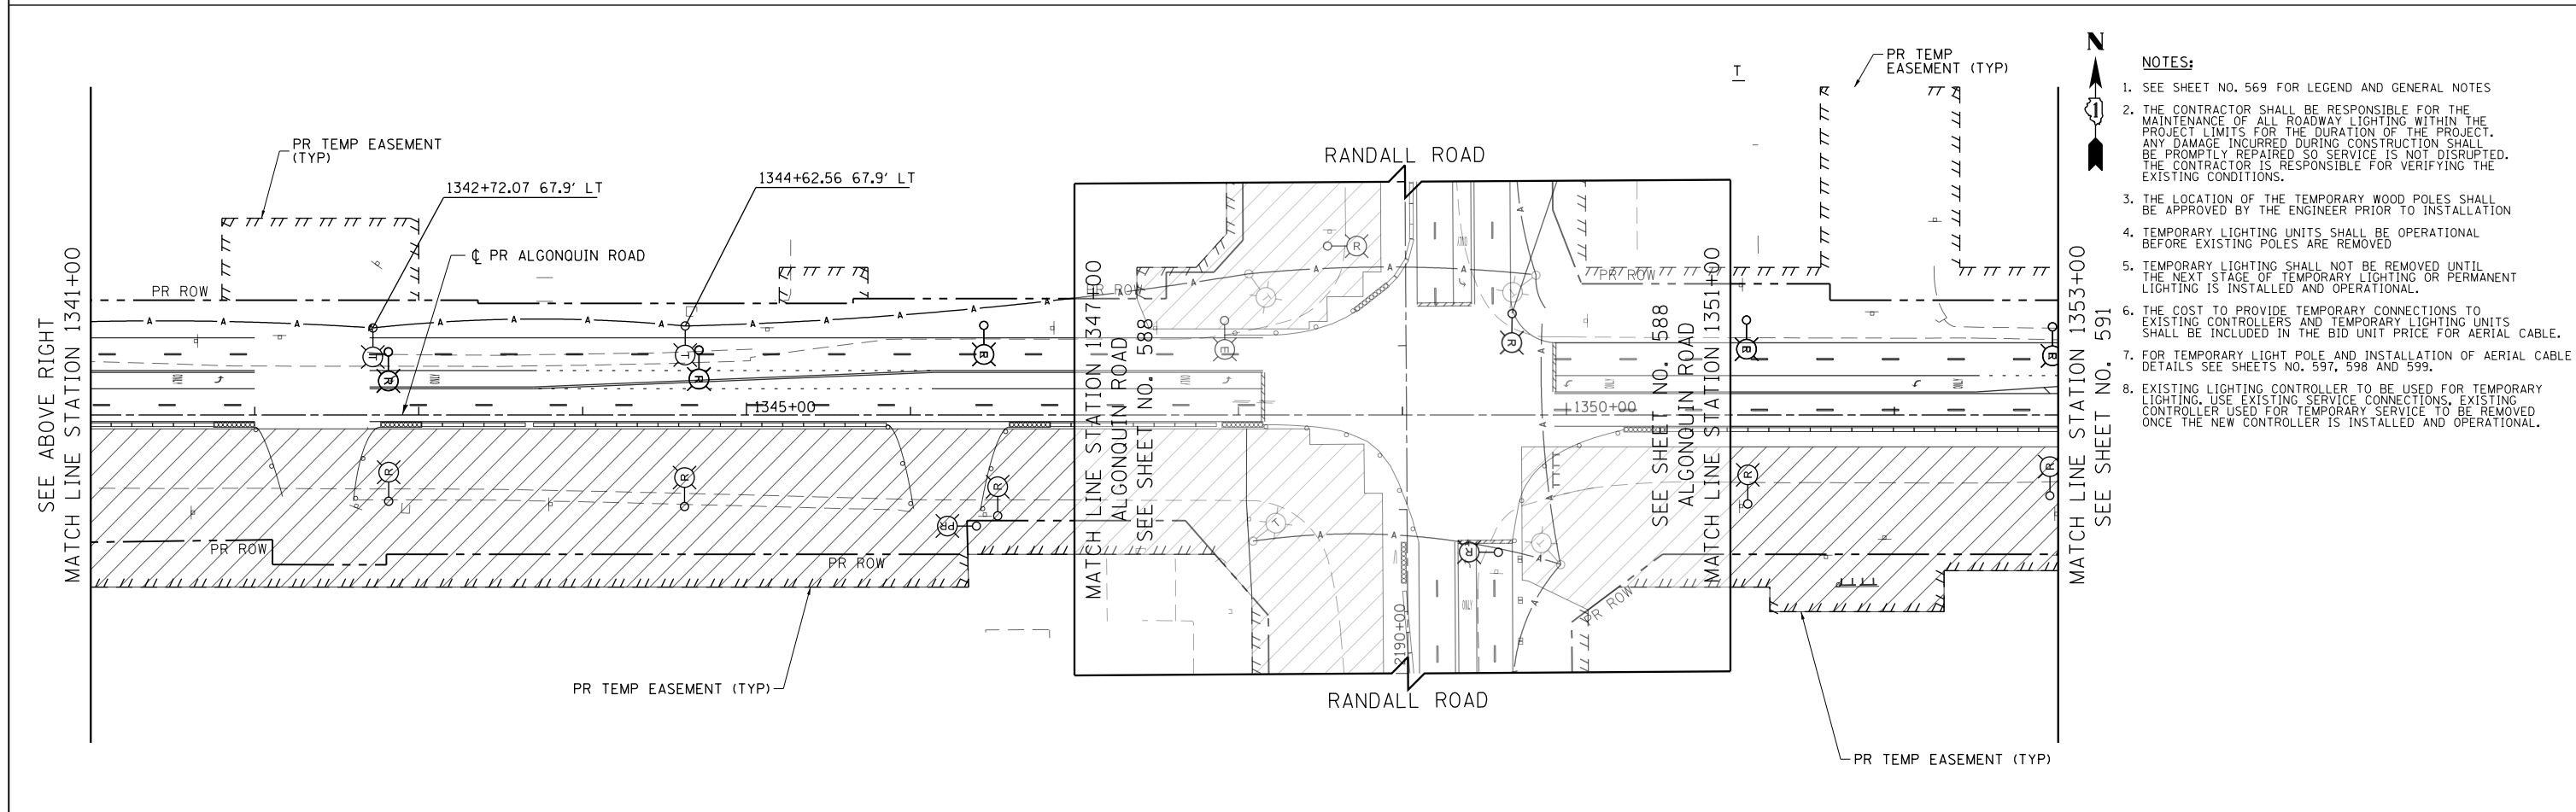 RANDALL ROAD
T
PR TEMP
EASEMENT (TYP)
N
1
PR TEMP EASEMENT
(TYP)
1342+72.07 67.9' LT
1344+62.56 67.9' LT
℄ PR ALGONQUIN ROAD
SEE ABOVE RIGHT
MATCH LINE STATION 1341+00
PR ROW
PR ROW
PR ROW
A A A A A A A A A A A A
T T R R R
R R R R PR
E R R R
R R R R
ONLY
ONLY
ONLY
ONLY
1345+00
1350+00
2190+00
MATCH LINE STATION 1347+00
ALGONQUIN ROAD
SEE SHEET NO. 588
SEE SHEET NO. 588
ALGONQUIN ROAD
MATCH LINE STATION 1351+00
MATCH LINE STATION 1353+00
SEE SHEET NO. 591
PR ROW
PR ROW
PR ROW
PR TEMP EASEMENT (TYP)
RANDALL ROAD
PR TEMP EASEMENT (TYP)
NOTES:
1. SEE SHEET NO. 569 FOR LEGEND AND GENERAL NOTES
2. THE CONTRACTOR SHALL BE RESPONSIBLE FOR THE
MAINTENANCE OF ALL ROADWAY LIGHTING WITHIN THE
PROJECT LIMITS FOR THE DURATION OF THE PROJECT.
ANY DAMAGE INCURRED DURING CONSTRUCTION SHALL
BE PROMPTLY REPAIRED SO SERVICE IS NOT DISRUPTED.
THE CONTRACTOR IS RESPONSIBLE FOR VERIFYING THE
EXISTING CONDITIONS.
3. THE LOCATION OF THE TEMPORARY WOOD POLES SHALL
BE APPROVED BY THE ENGINEER PRIOR TO INSTALLATION
4. TEMPORARY LIGHTING UNITS SHALL BE OPERATIONAL
BEFORE EXISTING POLES ARE REMOVED
5. TEMPORARY LIGHTING SHALL NOT BE REMOVED UNTIL
THE NEXT STAGE OF TEMPORARY LIGHTING OR PERMANENT
LIGHTING IS INSTALLED AND OPERATIONAL.
6. THE COST TO PROVIDE TEMPORARY CONNECTIONS TO
EXISTING CONTROLLERS AND TEMPORARY LIGHTING UNITS
SHALL BE INCLUDED IN THE BID UNIT PRICE FOR AERIAL CABLE.
7. FOR TEMPORARY LIGHT POLE AND INSTALLATION OF AERIAL CABLE
DETAILS SEE SHEETS NO. 597, 598 AND 599.
8. EXISTING LIGHTING CONTROLLER TO BE USED FOR TEMPORARY
LIGHTING. USE EXISTING SERVICE CONNECTIONS. EXISTING
CONTROLLER USED FOR TEMPORARY SERVICE TO BE REMOVED
ONCE THE NEW CONTROLLER IS INSTALLED AND OPERATIONAL.